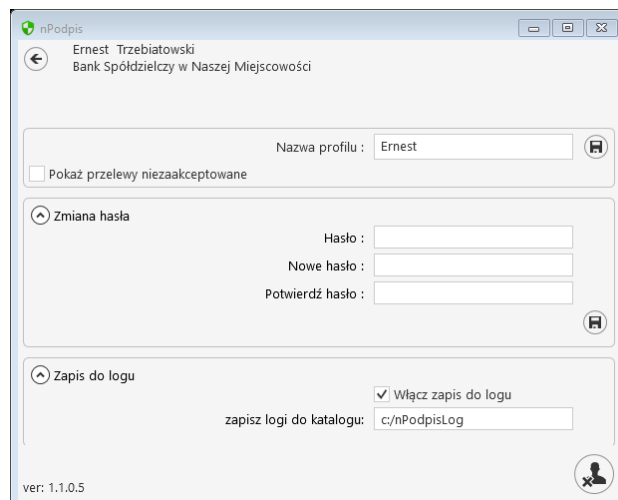 nPodpis
Ernest Trzebiatowski
Bank Spółdzielczy w Naszej Miejscowości
Nazwa profilu : Ernest
Pokaż przelewy niezaakceptowane
Zmiana hasła
Hasło :
Nowe hasło :
Potwierdź hasło :
Zapis do logu
Włącz zapis do logu
zapisz logi do katalogu: c:/nPodpisLog
ver: 1.1.0.5